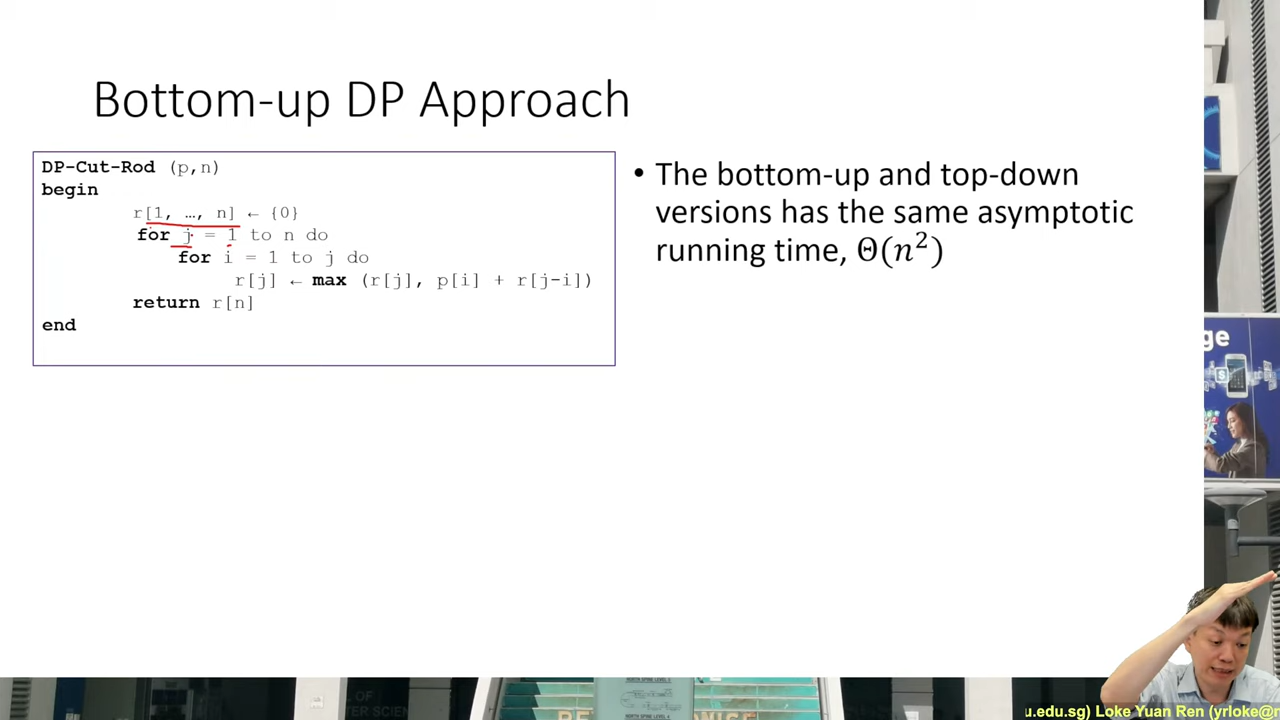 Bottom-up DP Approach
DP-Cut-Rod (p,n)
begin
r[1, …, n] ← {0}
for j = 1 to n do
for i = 1 to j do
r[j] ← max (r[j], p[i] + r[j-i])
return r[n]
end
• The bottom-up and top-down
versions has the same asymptotic
running time, Θ(n²)
ge
u.edu.sg) Loke Yuan Ren (yrloke@n